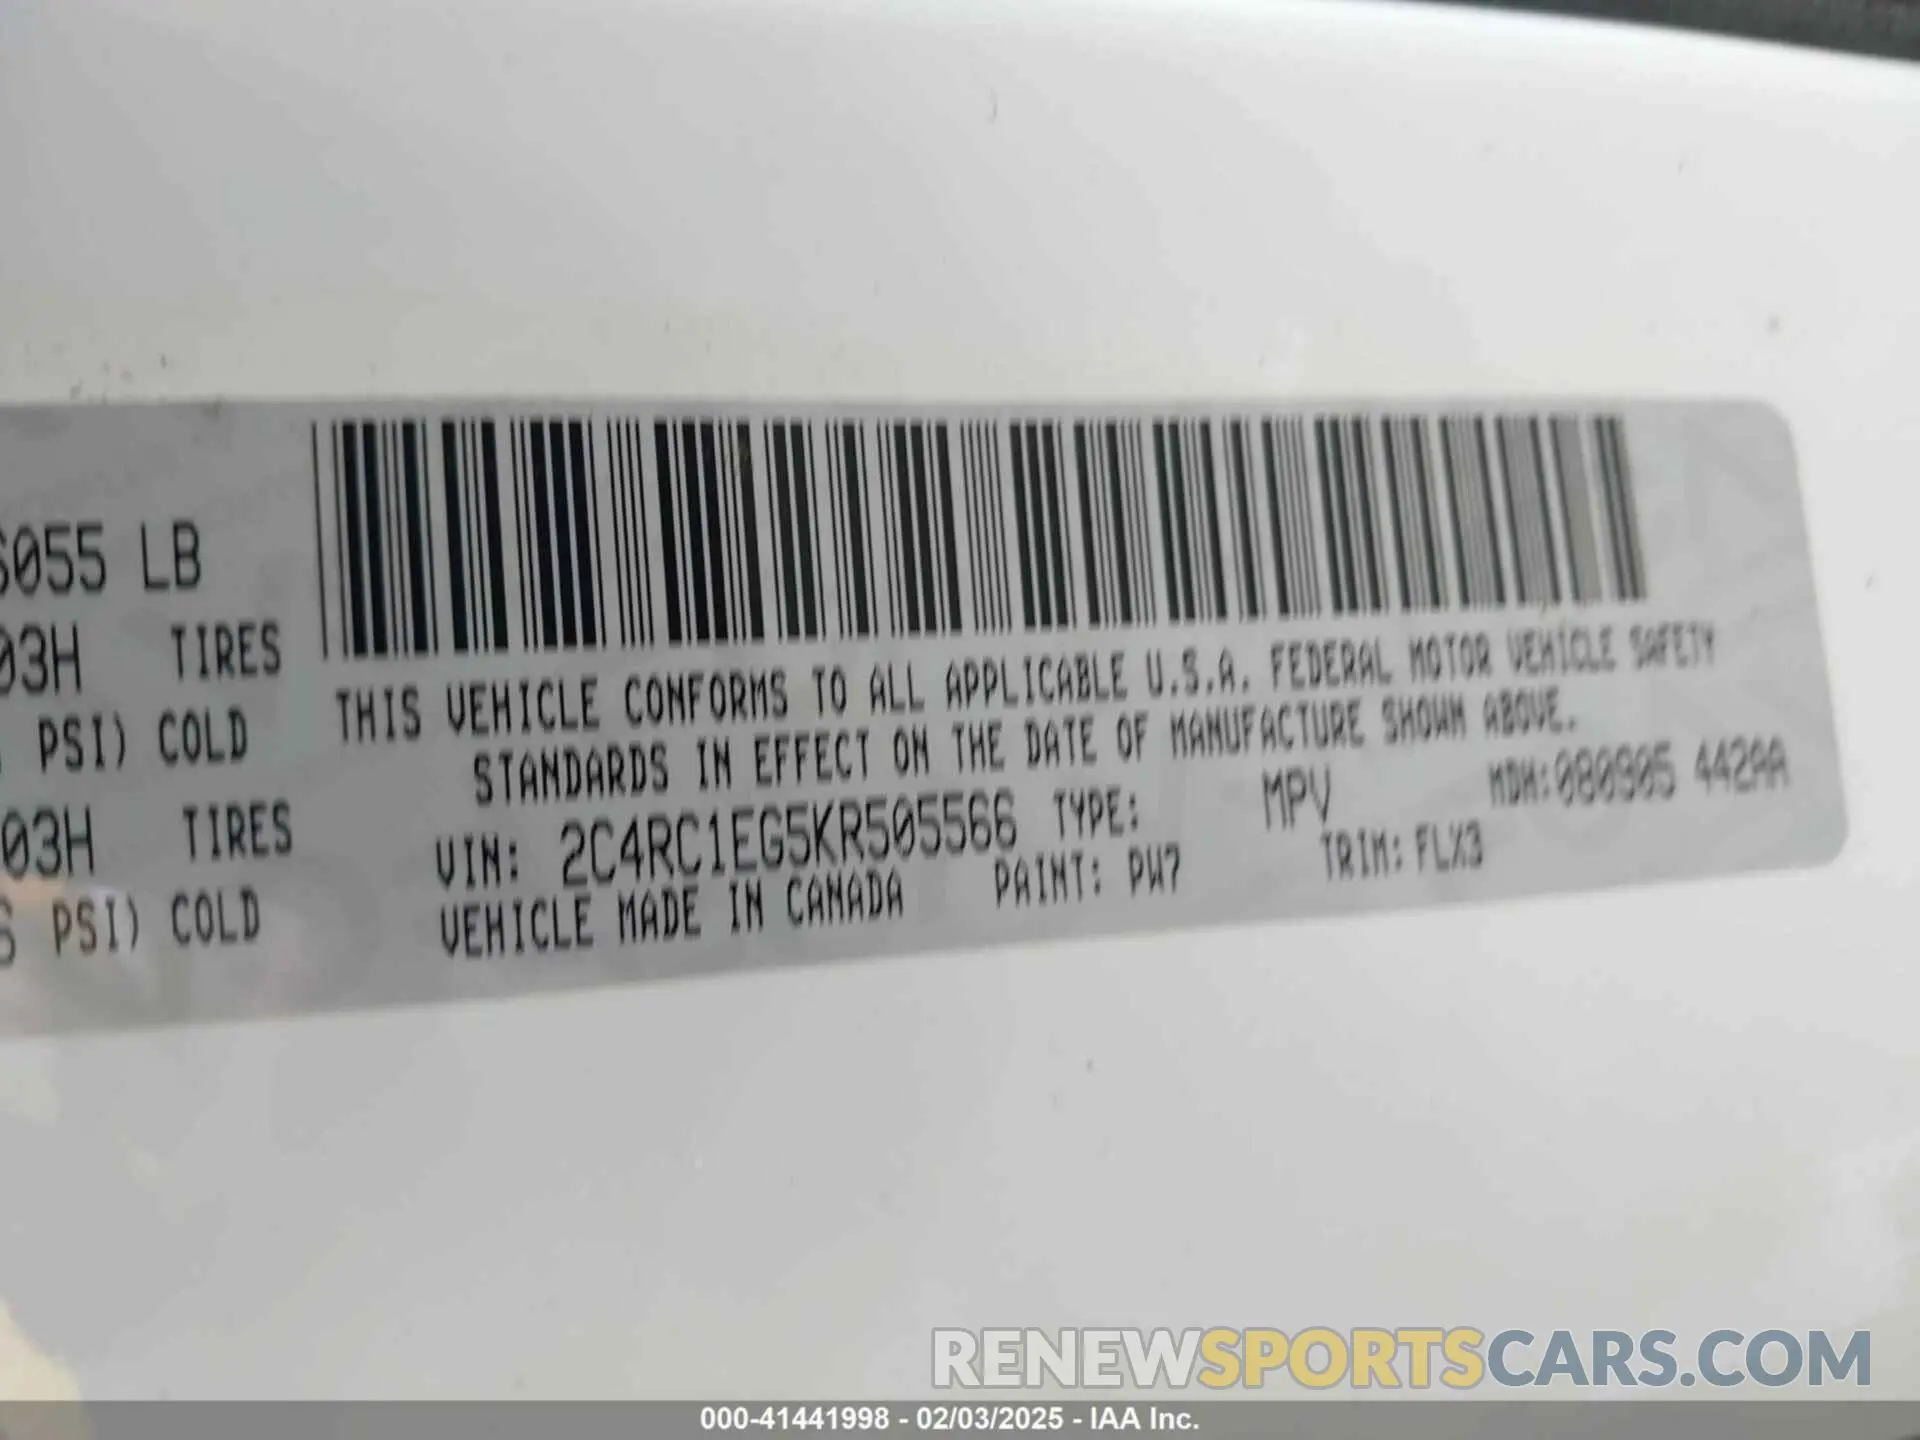 6055 LB
03H TIRES
PSI) COLD
03H TIRES
PSI) COLD
THIS VEHICLE CONFORMS TO ALL APPLICABLE U.S.A. FEDERAL MOTOR VEHICLE SAFETY
STANDARDS IN EFFECT ON THE DATE OF MANUFACTURE SHOWN ABOVE.
VIN: 2C4RC1EG5KR505566 TYPE: MPV MDH:080905 442AA
VEHICLE MADE IN CANADA PAINT: PW7 TRIM: FLX3
RENEWSPORTSCARS.COM
000-41441998 - 02/03/2025 - IAA Inc.